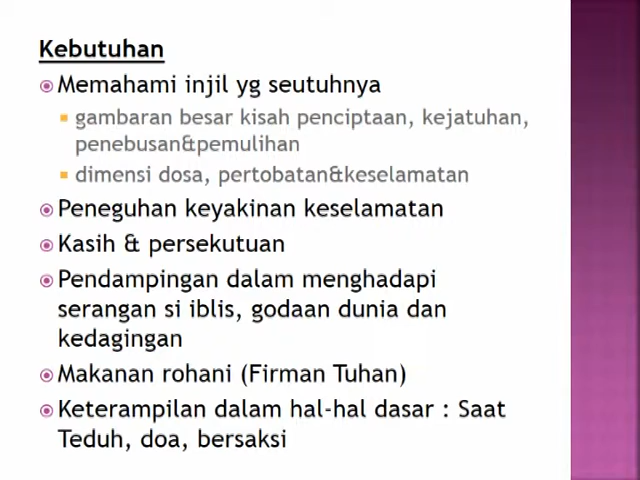 Kebutuhan
Memahami injil yg seutuhnya
gambaran besar kisah penciptaan, kejatuhan,
penebusan&pemulihan
dimensi dosa, pertobatan&keselamatan
Peneguhan keyakinan keselamatan
Kasih & persekutuan
Pendampingan dalam menghadapi
serangan si iblis, godaan dunia dan
kedagingan
Makanan rohani (Firman Tuhan)
Keterampilan dalam hal-hal dasar : Saat
Teduh, doa, bersaksi